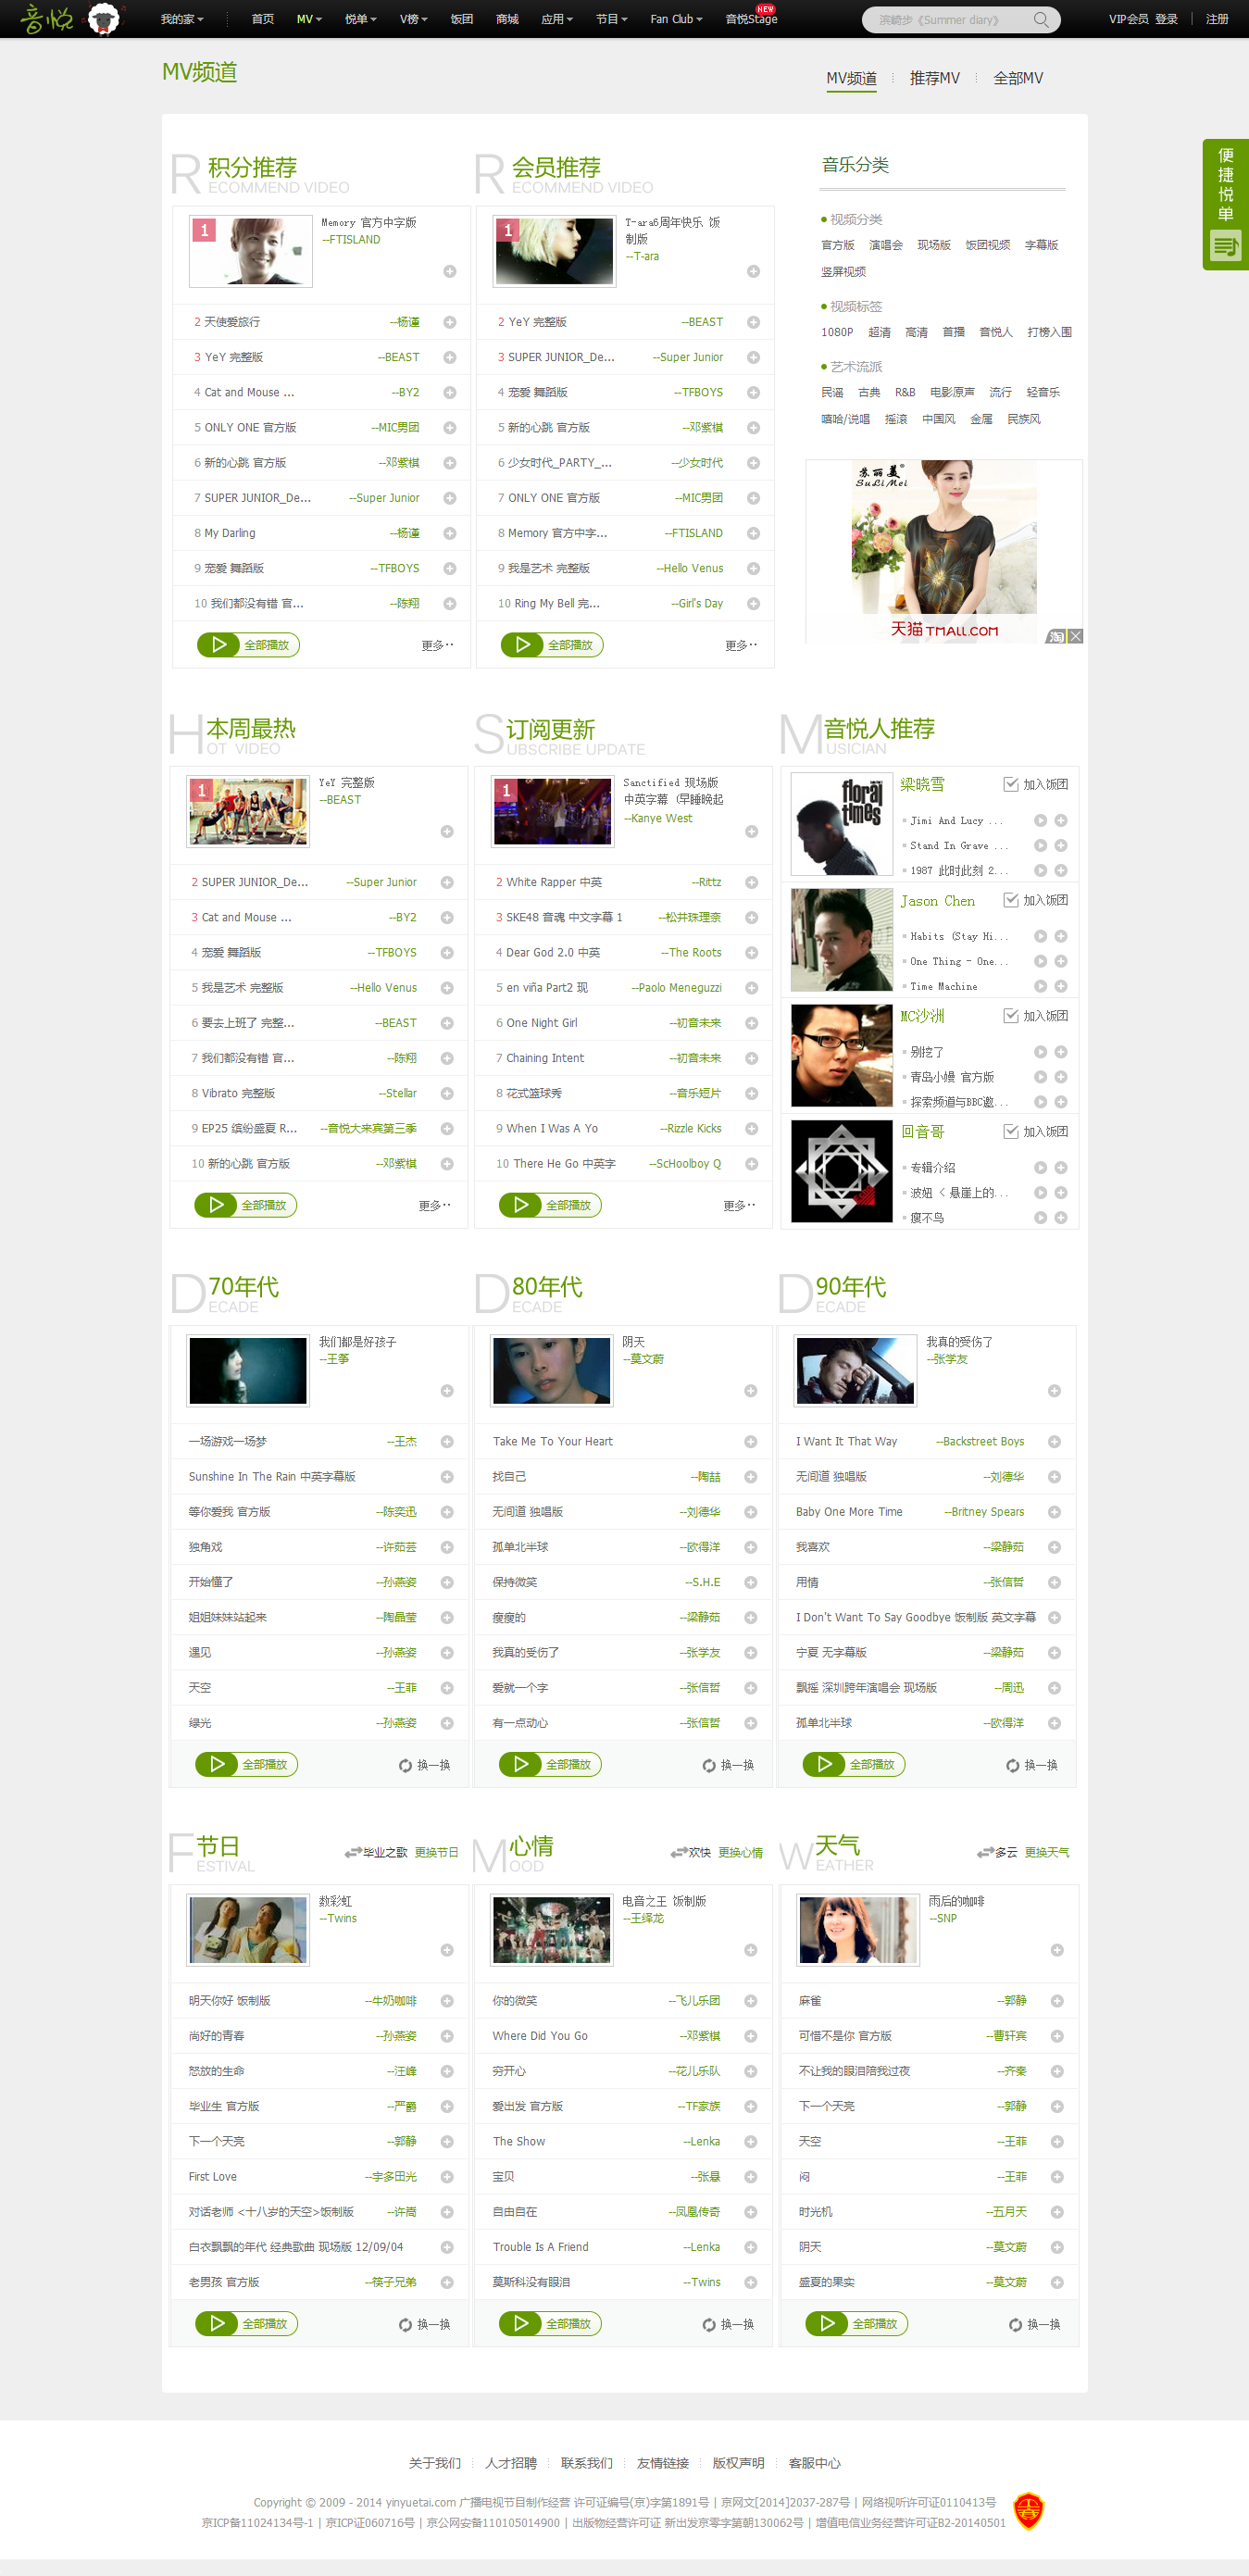 音悦 我的家 首页 MV 悦单 V榜 饭团 商城 应用 节目 Fan Club 音悦Stage NEW 滨崎步《Summer diary》 VIP会员 登录 注册
MV频道
MV频道 推荐MV 全部MV
便捷悦单
积分推荐
RECOMMEND VIDEO
1 Memory 官方中字版
--FTISLAND
2 天使爱旅行 --杨谨
3 YeY 完整版 --BEAST
4 Cat and Mouse ... --BY2
5 ONLY ONE 官方版 --MIC男团
6 新的心跳 官方版 --邓紫棋
7 SUPER JUNIOR_De... --Super Junior
8 My Darling --杨谨
9 宠爱 舞蹈版 --TFBOYS
10 我们都没有错 官... --陈翔
全部播放 更多··
会员推荐
RECOMMEND VIDEO
1 T-ara6周年快乐 饭
制版
--T-ara
2 YeY 完整版 --BEAST
3 SUPER JUNIOR_De... --Super Junior
4 宠爱 舞蹈版 --TFBOYS
5 新的心跳 官方版 --邓紫棋
6 少女时代_PARTY_... --少女时代
7 ONLY ONE 官方版 --MIC男团
8 Memory 官方中字... --FTISLAND
9 我是艺术 完整版 --Hello Venus
10 Ring My Bell 完... --Girl's Day
全部播放 更多··
音乐分类
视频分类
官方版 演唱会 现场版 饭团视频 字幕版
竖屏视频
视频标签
1080P 超清 高清 首播 音悦人 打榜入围
艺术流派
民谣 古典 R&B 电影原声 流行 轻音乐
嘻哈/说唱 摇滚 中国风 金属 民族风
苏丽美
SuLiMei
天猫TMALL.COM
淘
本周最热
HOT VIDEO
1 YeY 完整版
--BEAST
2 SUPER JUNIOR_De... --Super Junior
3 Cat and Mouse ... --BY2
4 宠爱 舞蹈版 --TFBOYS
5 我是艺术 完整版 --Hello Venus
6 要去上班了 完整... --BEAST
7 我们都没有错 官... --陈翔
8 Vibrato 完整版 --Stellar
9 EP25 缤纷盛夏 R... --音悦大来宾第三季
10 新的心跳 官方版 --邓紫棋
全部播放 更多··
订阅更新
SUBSCRIBE UPDATE
1 Sanctified 现场版
中英字幕 (早睡晚起
--Kanye West
2 White Rapper 中英 --Rittz
3 SKE48 音魂 中文字幕 1 --松井珠理奈
4 Dear God 2.0 中英 --The Roots
5 en viña Part2 现 --Paolo Meneguzzi
6 One Night Girl --初音未来
7 Chaining Intent --初音未来
8 花式篮球秀 --音乐短片
9 When I Was A Yo --Rizzle Kicks
10 There He Go 中英字 --ScHoolboy Q
全部播放 更多··
音悦人推荐
MUSICIAN
floral times
梁晓雪 加入饭团
Jimi And Lucy ...
Stand In Grave ...
1987 此时此刻 2...
Jason Chen 加入饭团
Habits (Stay Hi...
One Thing - One...
Time Machine
MC沙洲 加入饭团
别挖了
青岛小嫚 官方版
探索频道与BBC邀...
回音哥 加入饭团
专辑介绍
波妞 < 悬崖上的...
瘦不鸟
70年代
DECADE
我们都是好孩子
--王筝
一场游戏一场梦 --王杰
Sunshine In The Rain 中英字幕版
等你爱我 官方版 --陈奕迅
独角戏 --许茹芸
开始懂了 --孙燕姿
姐姐妹妹站起来 --陶晶莹
遇见 --孙燕姿
天空 --王菲
绿光 --孙燕姿
全部播放 换一换
80年代
DECADE
阴天
--莫文蔚
Take Me To Your Heart
找自己 --陶喆
无间道 独唱版 --刘德华
孤单北半球 --欧得洋
保持微笑 --S.H.E
瘦瘦的 --梁静茹
我真的受伤了 --张学友
爱就一个字 --张信哲
有一点动心 --张信哲
全部播放 换一换
90年代
DECADE
我真的受伤了
--张学友
I Want It That Way --Backstreet Boys
无间道 独唱版 --刘德华
Baby One More Time --Britney Spears
我喜欢 --梁静茹
用情 --张信哲
I Don't Want To Say Goodbye 饭制版 英文字幕
宁夏 无字幕版 --梁静茹
飘摇 深圳跨年演唱会 现场版 --周迅
孤单北半球 --欧得洋
全部播放 换一换
节日
FESTIVAL
毕业之歌 更换节日
数彩虹
--Twins
明天你好 饭制版 --牛奶咖啡
尚好的青春 --孙燕姿
怒放的生命 --汪峰
毕业生 官方版 --严爵
下一个天亮 --郭静
First Love --宇多田光
对话老师 <十八岁的天空>饭制版 --许嵩
白衣飘飘的年代 经典歌曲 现场版 12/09/04
老男孩 官方版 --筷子兄弟
全部播放 换一换
心情
MOOD
欢快 更换心情
电音之王 饭制版
--王绎龙
你的微笑 --飞儿乐团
Where Did You Go --邓紫棋
穷开心 --花儿乐队
爱出发 官方版 --TF家族
The Show --Lenka
宝贝 --张悬
自由自在 --凤凰传奇
Trouble Is A Friend --Lenka
莫斯科没有眼泪 --Twins
全部播放 换一换
天气
WEATHER
多云 更换天气
雨后的咖啡
--SNP
麻雀 --郭静
可惜不是你 官方版 --曹轩宾
不让我的眼泪陪我过夜 --齐秦
下一个天亮 --郭静
天空 --王菲
闷 --王菲
时光机 --五月天
阴天 --莫文蔚
盛夏的果实 --莫文蔚
全部播放 换一换
关于我们 人才招聘 联系我们 友情链接 版权声明 客服中心
Copyright © 2009 - 2014 yinyuetai.com 广播电视节目制作经营 许可证编号(京)字第1891号 | 京网文[2014]2037-287号 | 网络视听许可证0110413号
京ICP备11024134号-1 | 京ICP证060716号 | 京公网安备110105014900 | 出版物经营许可证 新出发京零字第朝130062号 | 增值电信业务经营许可证B2-20140501